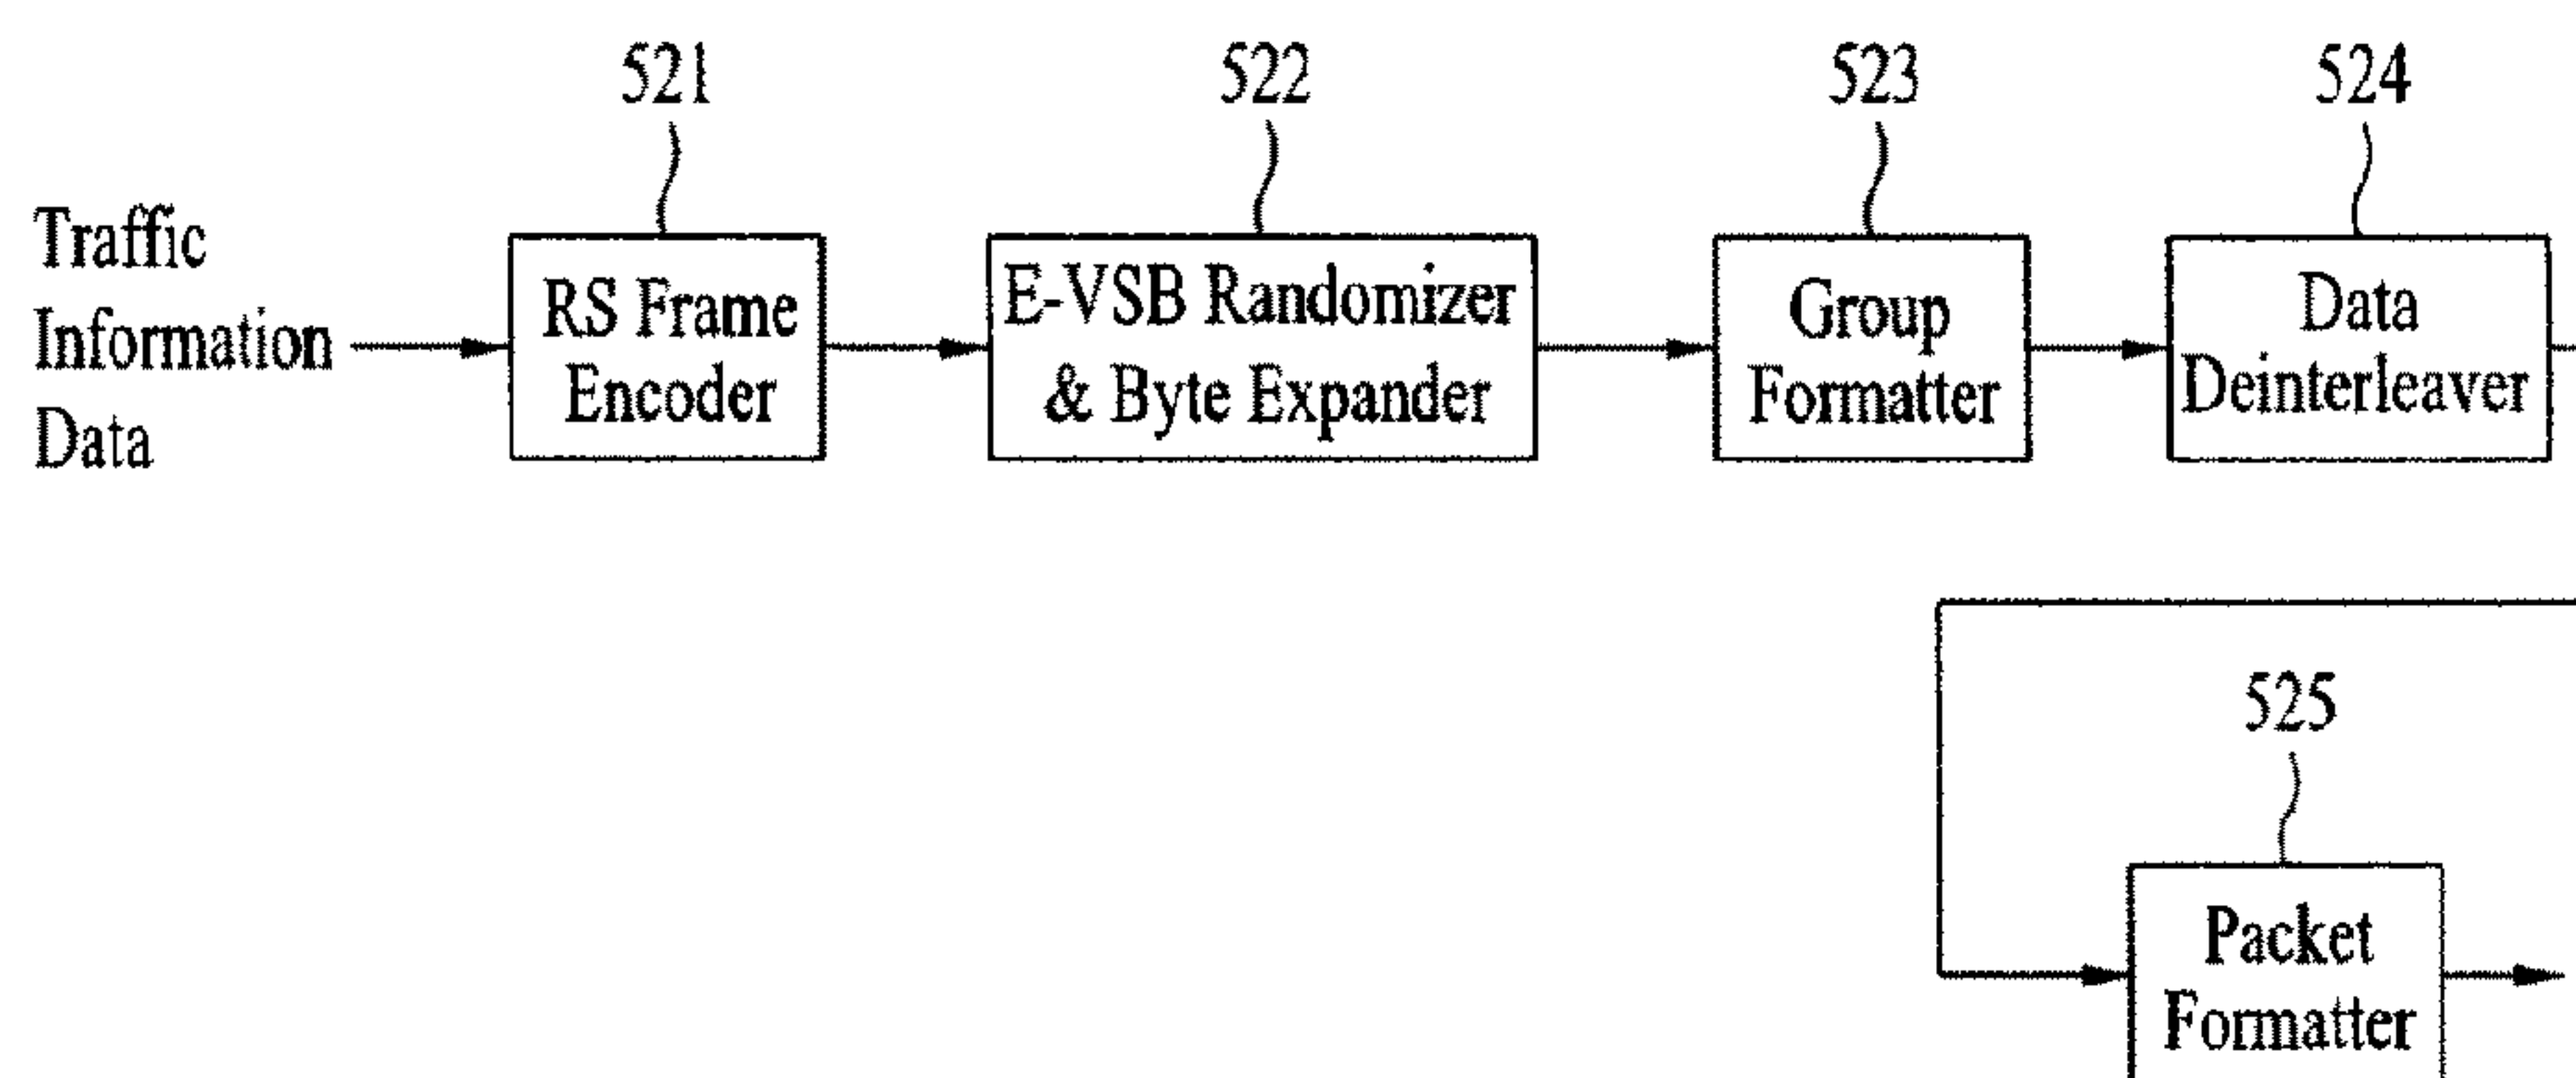 521
522
523
524
Traffic
Information
Data
RS Frame
Encoder
E-VSB Randomizer
& Byte Expander
Group
Formatter
Data
Deinterleaver
525
Packet
Formatter